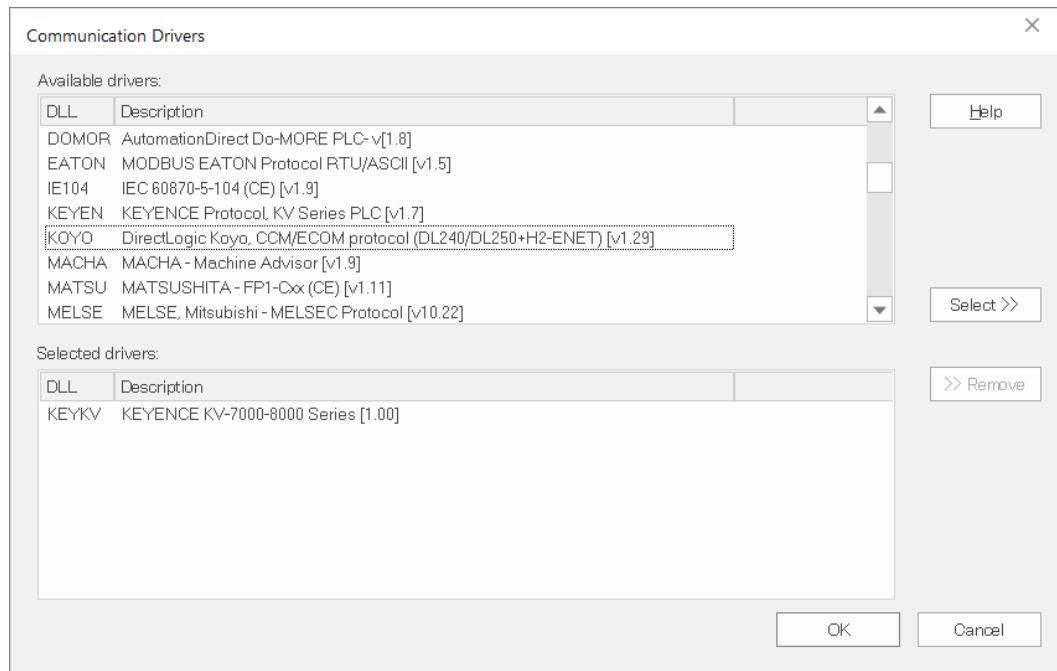 Communication Drivers
Available drivers:
DLL Description
Help
DOMOR AutomationDirect Do-MORE PLC- v[1.8]
EATON MODBUS EATON Protocol RTU/ASCII [v1.5]
IE104 IEC 60870-5-104 (CE) [v1.9]
KEYEN KEYENCE Protocol, KV Series PLC [v1.7]
KOYO DirectLogic Koyo, CCM/ECOM protocol (DL240/DL250+H2-ENET) [v1.29]
MACHA MACHA - Machine Advisor [v1.9]
MATSU MATSUSHITA - FP1-Cxx (CE) [v1.11]
MELSE MELSE, Mitsubishi - MELSEC Protocol [v10.22]
Select >>
Selected drivers:
DLL Description
>> Remove
KEYKV KEYENCE KV-7000-8000 Series [1.00]
OK Cancel